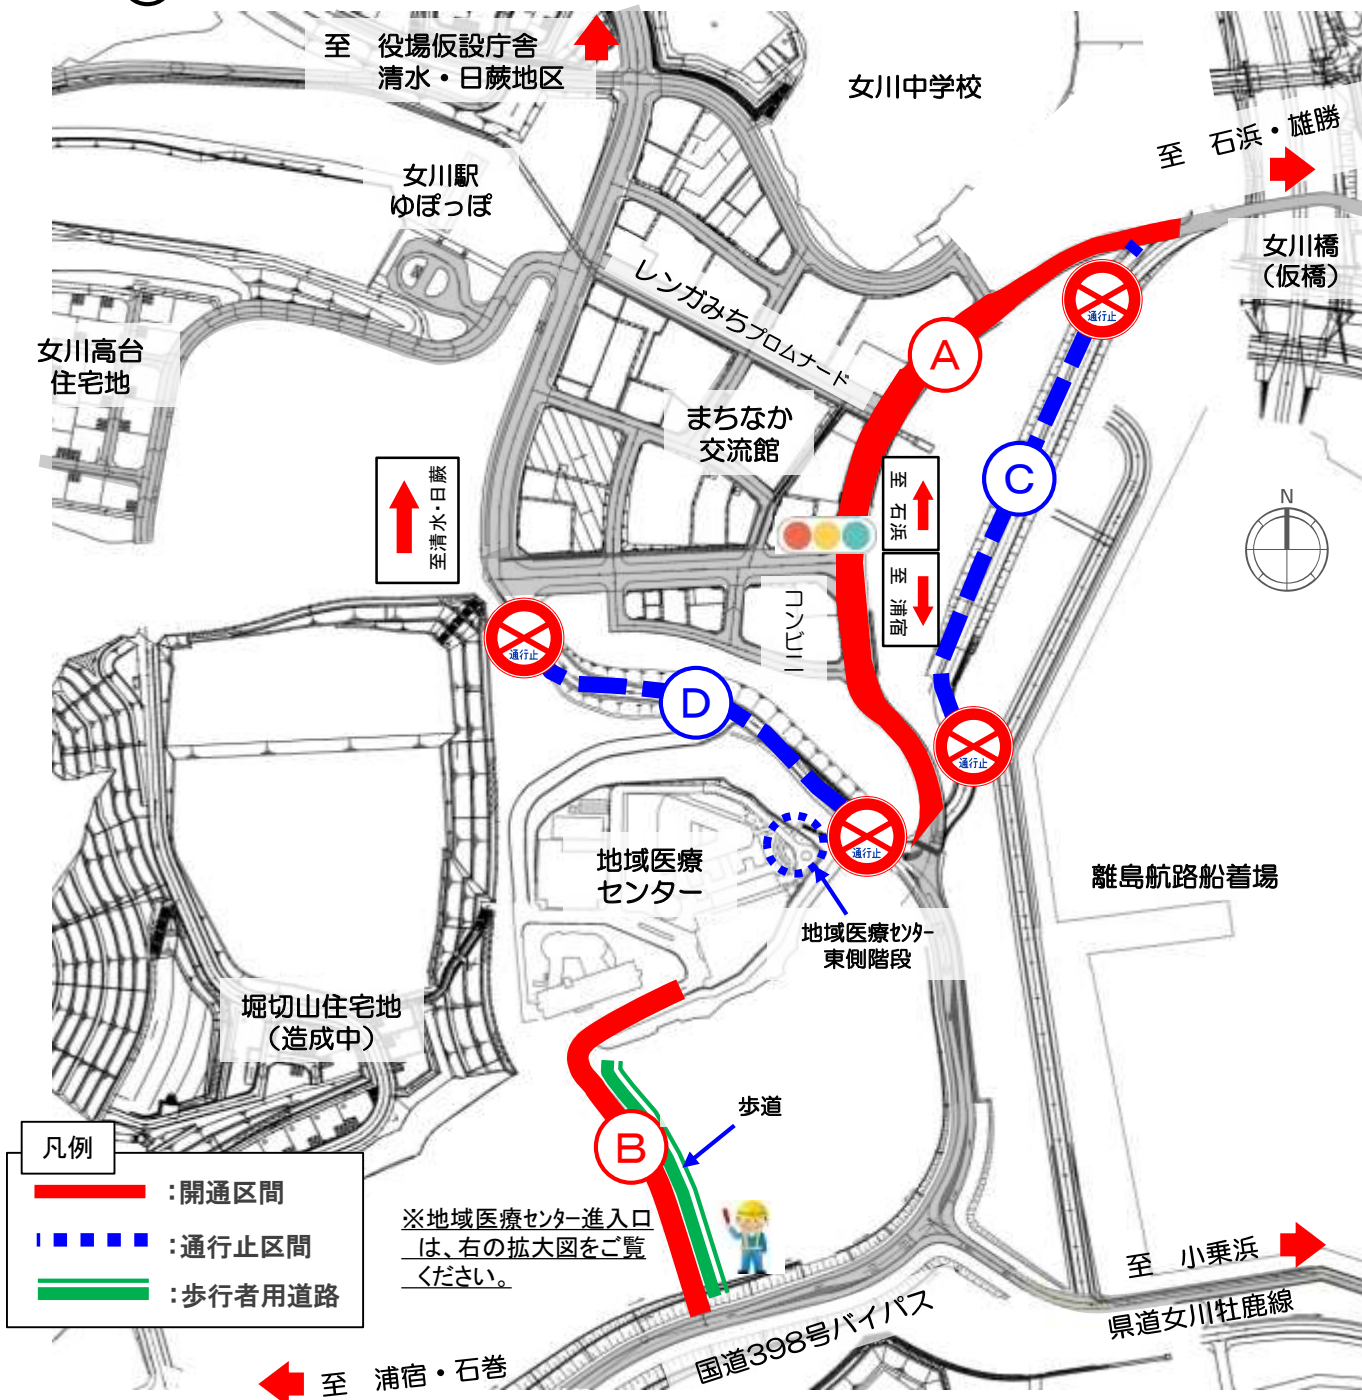 至 役場仮設庁舎
清水・日蕨地区
女川中学校
至 石浜・雄勝
女川駅
ゆぽっぽ
女川橋
(仮橋)
レンガみちプロムナード
女川高台
住宅地
A
通行止
まちなか
交流館
至清水・日蕨
至 石浜
C
N
至 浦宿
コンビニ
通行止
D
通行止
通行止
地域医療
センター
離島航路船着場
地域医療センター
東側階段
堀切山住宅地
(造成中)
歩道
B
凡例
:開通区間
:通行止区間
:歩行者用道路
※地域医療センター進入口
は、右の拡大図をご覧
ください。
至 小乗浜
県道女川牡鹿線
国道398号バイパス
至 浦宿・石巻